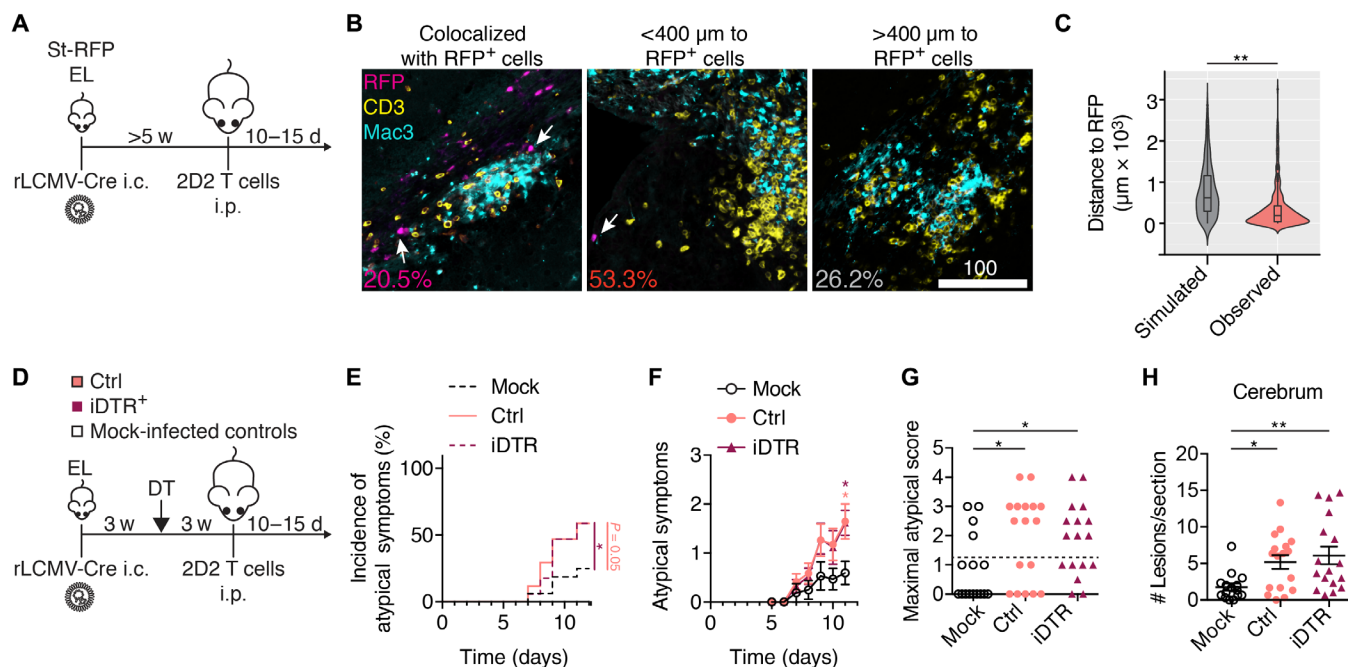 A
St-RFP
EL
>5 w
10–15 d
rLCMV-Cre i.c.
2D2 T cells
i.p.
B
Colocalized
with RFP+ cells
<400 µm to
RFP+ cells
>400 µm to
RFP+ cells
RFP
CD3
Mac3
20.5%
53.3%
26.2%
100
C
**
Distance to RFP
(µm × 10³)
3
2
1
0
Simulated
Observed
D
Ctrl
iDTR+
Mock-infected controls
EL
DT
3 w
3 w
10–15 d
rLCMV-Cre i.c.
2D2 T cells
i.p.
E
Mock
Ctrl
iDTR
Incidence of
atypical symptoms (%)
100
50
0
0
5
10
*
P = 0.05
Time (days)
F
Mock
Ctrl
iDTR
Atypical symptoms
3
2
1
0
0
5
10
*
*
Time (days)
G
*
*
Maximal atypical score
5
4
3
2
1
0
Mock
Ctrl
iDTR
H
Cerebrum
**
*
# Lesions/section
20
15
10
5
0
Mock
Ctrl
iDTR